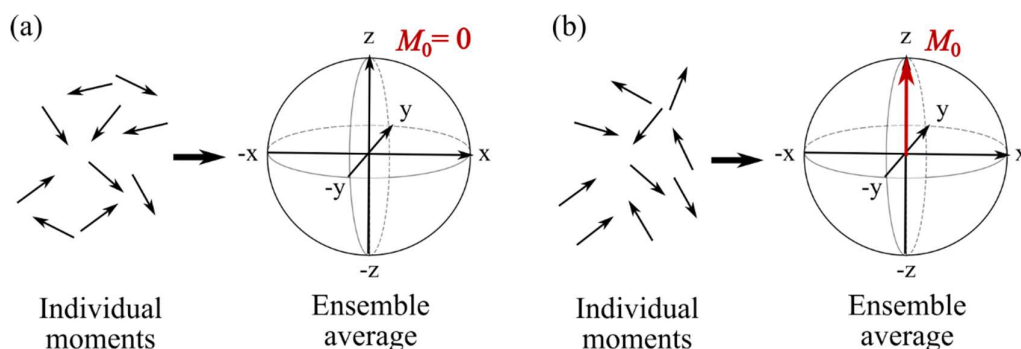 (a)
z
M₀= 0
y
-x
x
-y
-z
Individual
moments
Ensemble
average
(b)
z
M₀
y
-x
x
-y
-z
Individual
moments
Ensemble
average